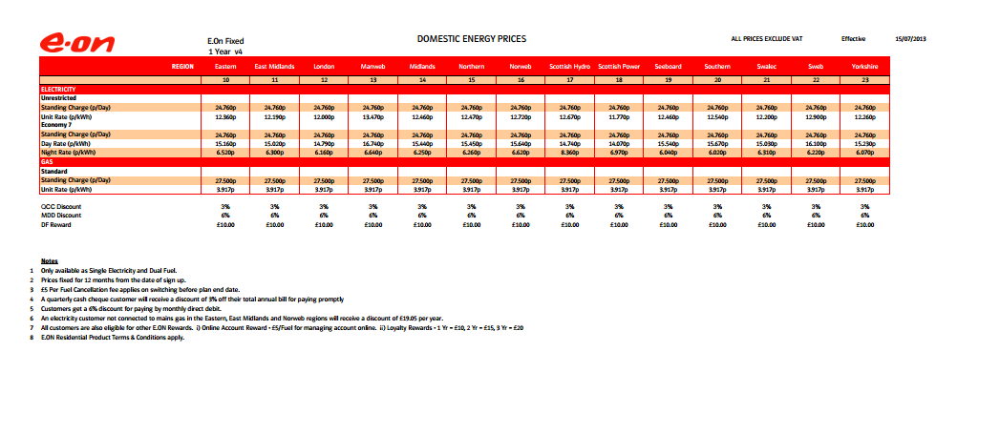 e·on
E.On Fixed
1 Year v4
DOMESTIC ENERGY PRICES
ALL PRICES EXCLUDE VAT Effective 15/07/2013
REGION Eastern East Midlands London Manweb Midlands Northern Norweb Scottish Hydro Scottish Power Seeboard Southern Swalec Sweb Yorkshire
10 11 12 13 14 15 16 17 18 19 20 21 22 23
ELECTRICITY
Unrestricted
Standing Charge (p/Day) 24.760p 24.760p 24.760p 24.760p 24.760p 24.760p 24.760p 24.760p 24.760p 24.760p 24.760p 24.760p 24.760p 24.760p
Unit Rate (p/kWh) 12.360p 12.190p 12.000p 13.470p 12.460p 12.470p 12.720p 12.670p 11.770p 12.460p 12.540p 12.200p 12.900p 12.260p
Economy 7
Standing Charge (p/Day) 24.760p 24.760p 24.760p 24.760p 24.760p 24.760p 24.760p 24.760p 24.760p 24.760p 24.760p 24.760p 24.760p 24.760p
Day Rate (p/kWh) 15.160p 15.020p 14.790p 16.740p 15.440p 15.450p 15.640p 14.740p 14.070p 15.540p 15.670p 15.030p 16.100p 15.230p
Night Rate (p/kWh) 6.520p 6.300p 6.160p 6.640p 6.250p 6.260p 6.620p 8.360p 6.970p 6.040p 6.020p 6.310p 6.220p 6.070p
GAS
Standard
Standing Charge (p/Day) 27.500p 27.500p 27.500p 27.500p 27.500p 27.500p 27.500p 27.500p 27.500p 27.500p 27.500p 27.500p 27.500p 27.500p
Unit Rate (p/kWh) 3.917p 3.917p 3.917p 3.917p 3.917p 3.917p 3.917p 3.917p 3.917p 3.917p 3.917p 3.917p 3.917p 3.917p
QCC Discount 3% 3% 3% 3% 3% 3% 3% 3% 3% 3% 3% 3% 3% 3%
MDD Discount 6% 6% 6% 6% 6% 6% 6% 6% 6% 6% 6% 6% 6% 6%
DF Reward £10.00 £10.00 £10.00 £10.00 £10.00 £10.00 £10.00 £10.00 £10.00 £10.00 £10.00 £10.00 £10.00 £10.00
Notes
1 Only available as Single Electricity and Dual Fuel.
2 Prices fixed for 12 months from the date of sign up.
3 £5 Per Fuel Cancellation fee applies on switching before plan end date.
4 A quarterly cash cheque customer will receive a discount of 3% off their total annual bill for paying promptly
5 Customers get a 6% discount for paying by monthly direct debit.
6 An electricity customer not connected to mains gas in the Eastern, East Midlands and Norweb regions will receive a discount of £19.05 per year.
7 All customers are also eligible for other E.ON Rewards. i) Online Account Reward - £5/Fuel for managing account online. ii) Loyalty Rewards - 1 Yr = £10, 2 Yr = £15, 3 Yr = £20
8 E.ON Residential Product Terms & Conditions apply.